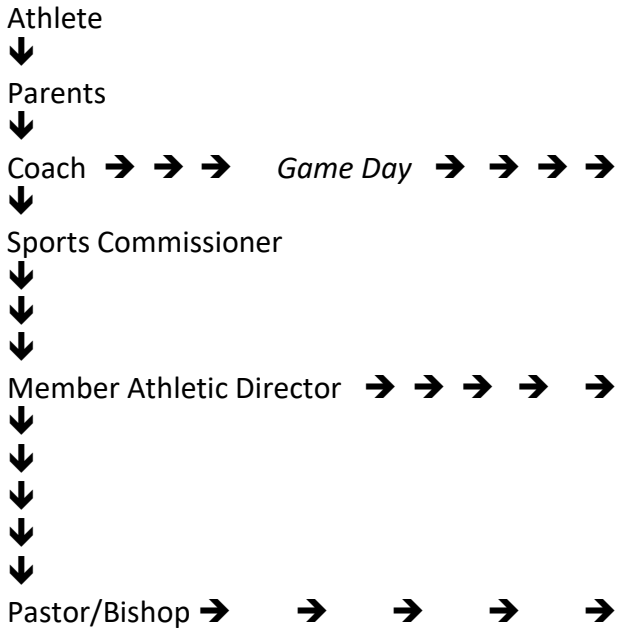 Athlete
🡻
Parents
🡻
Coach 🡺 🡺 🡺 Game Day 🡺 🡺 🡺 🡺
🡻
Sports Commissioner
🡻
🡻
🡻
Member Athletic Director 🡺 🡺 🡺 🡺 🡺
🡻
🡻
🡻
🡻
🡻
Pastor/Bishop 🡺 🡺 🡺 🡺 🡺